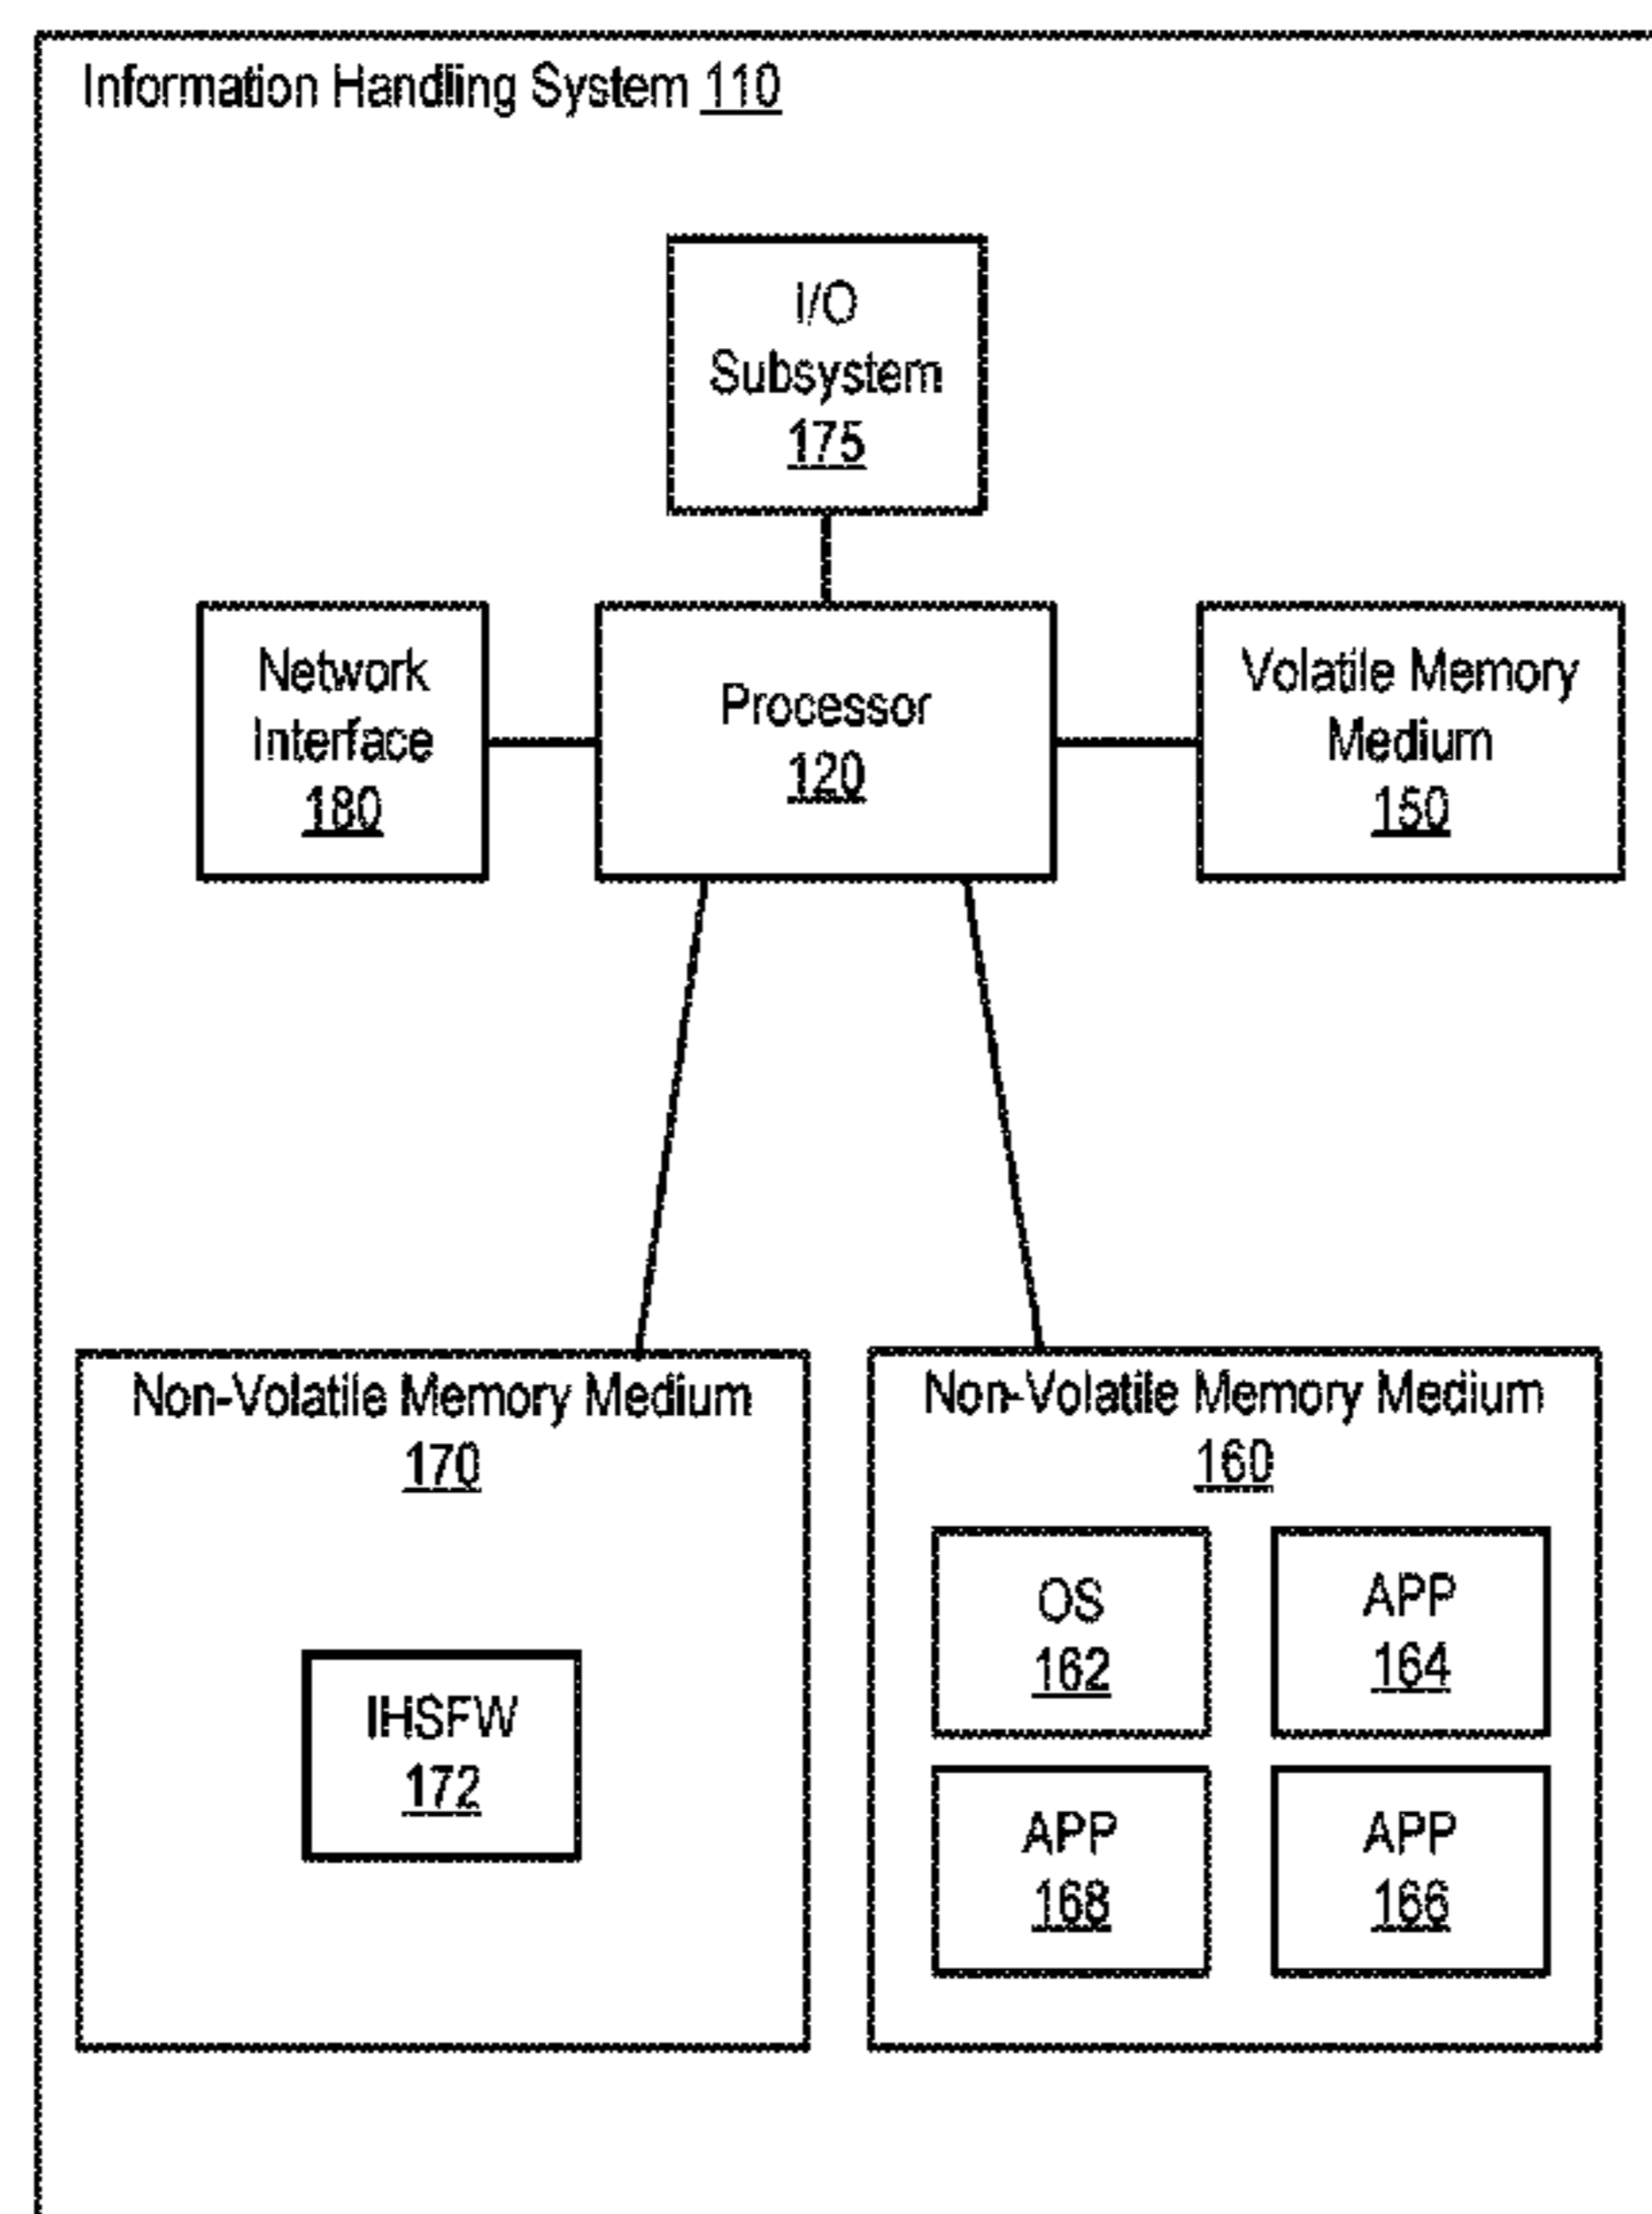 Information Handling System 110
I/O
Subsystem
175
Network
Interface
180
Processor
120
Volatile Memory
Medium
150
Non-Volatile Memory Medium
170
IHSFW
172
Non-Volatile Memory Medium
160
OS
162
APP
164
APP
168
APP
166